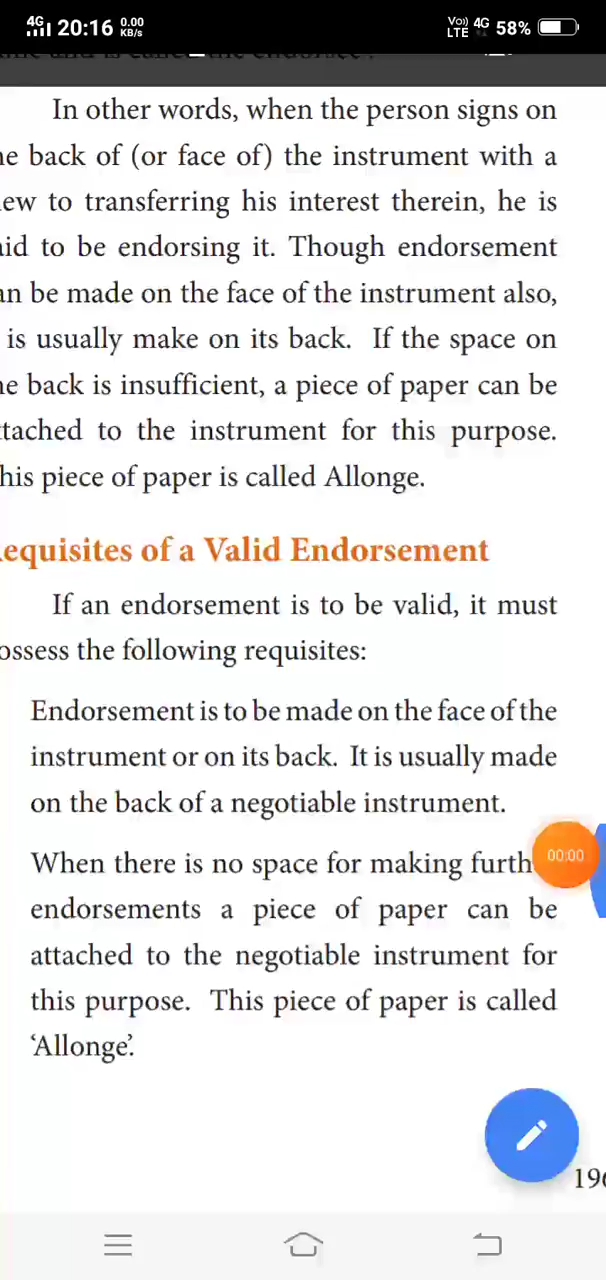 4G 20:16 0.00 KB/s VoI) LTE 4G 58%
In other words, when the person signs on
he back of (or face of) the instrument with a
iew to transferring his interest therein, he is
aid to be endorsing it. Though endorsement
an be made on the face of the instrument also,
is usually make on its back. If the space on
he back is insufficient, a piece of paper can be
ttached to the instrument for this purpose.
his piece of paper is called Allonge.
equisites of a Valid Endorsement
If an endorsement is to be valid, it must
ossess the following requisites:
Endorsement is to be made on the face of the
instrument or on its back. It is usually made
on the back of a negotiable instrument.
When there is no space for making furth
00:00
endorsements a piece of paper can be
attached to the negotiable instrument for
this purpose. This piece of paper is called
‘Allonge’.
196